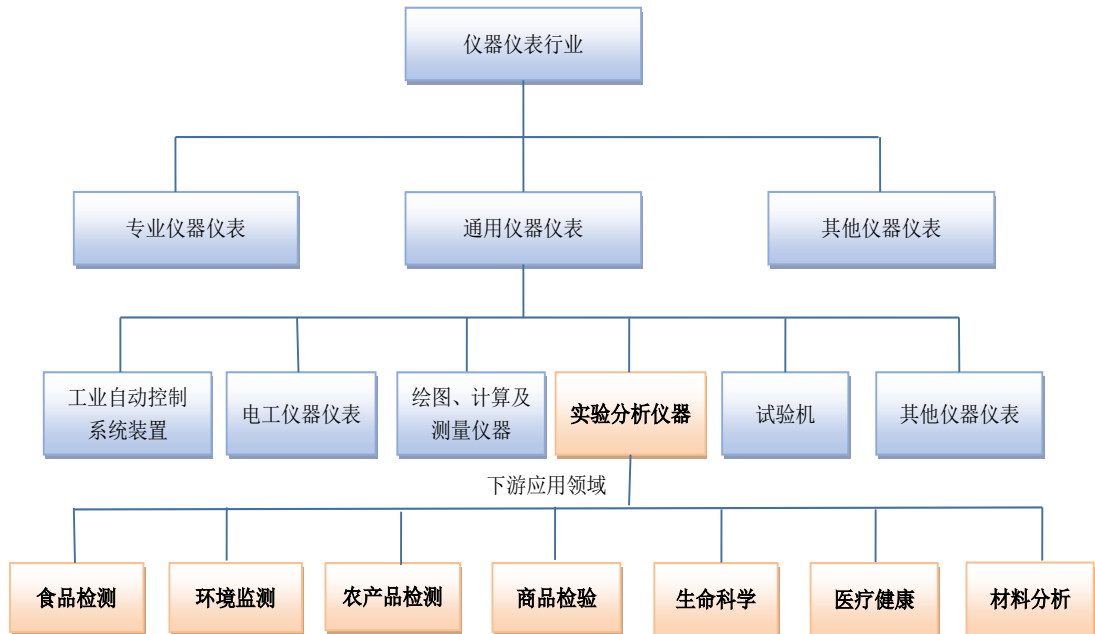 仪器仪表行业
专业仪器仪表
通用仪器仪表
其他仪器仪表
工业自动控制
系统装置
电工仪器仪表
绘图、计算及
测量仪器
实验分析仪器
试验机
其他仪器仪表
下游应用领域
食品检测
环境监测
农产品检测
商品检验
生命科学
医疗健康
材料分析